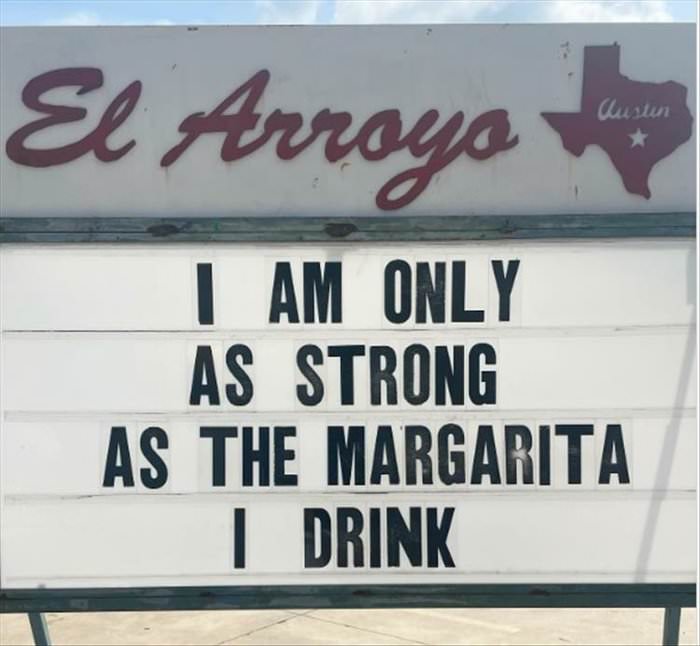 El Arroyo
Austin
I AM ONLY
AS STRONG
AS THE MARGARITA
I DRINK